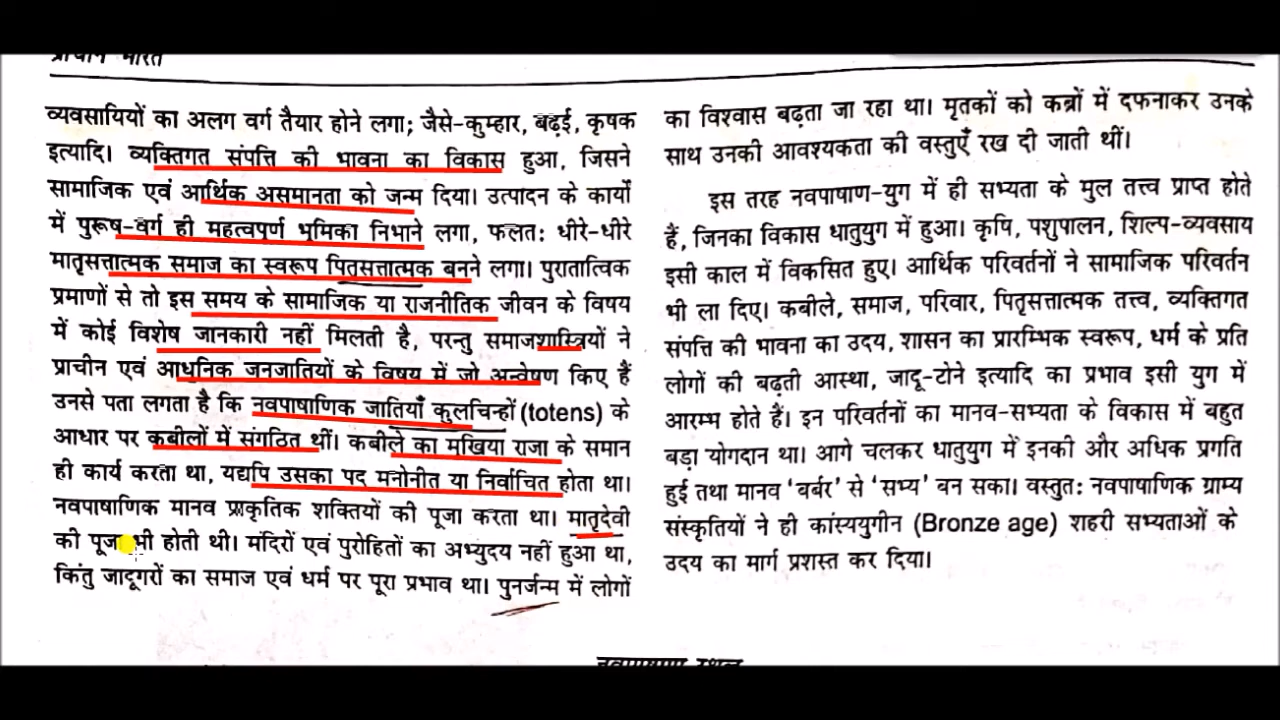 प्राचीन भारत
व्यवसायियों का अलग वर्ग तैयार होने लगा; जैसे-कुम्हार, बढ़ई, कृषक
इत्यादि। व्यक्तिगत संपत्ति की भावना का विकास हुआ, जिसने
सामाजिक एवं आर्थिक असमानता को जन्म दिया। उत्पादन के कार्यों
में पुरूष-वर्ग ही महत्वपूर्ण भूमिका निभाने लगा, फलतः धीरे-धीरे
मातृसत्तात्मक समाज का स्वरूप पितृसत्तात्मक बनने लगा। पुरातात्विक
प्रमाणों से तो इस समय के सामाजिक या राजनीतिक जीवन के विषय
में कोई विशेष जानकारी नहीं मिलती है, परन्तु समाजशास्त्रियों ने
प्राचीन एवं आधुनिक जनजातियों के विषय में जो अन्वेषण किए हैं
उनसे पता लगता है कि नवपाषाणिक जातियाँ कुलचिन्हों (totens) के
आधार पर कबीलों में संगठित थीं। कबीले का मुखिया राजा के समान
ही कार्य करता था, यद्यपि उसका पद मनोनीत या निर्वाचित होता था।
नवपाषाणिक मानव प्राकृतिक शक्तियों की पूजा करता था। मातृदेवी
की पूजा भी होती थी। मंदिरों एवं पुरोहितों का अभ्युदय नहीं हुआ था,
किंतु जादूगरों का समाज एवं धर्म पर पूरा प्रभाव था। पुनर्जन्म में लोगों
का विश्वास बढ़ता जा रहा था। मृतकों को कब्रों में दफनाकर उनके
साथ उनकी आवश्यकता की वस्तुएँ रख दी जाती थीं।
इस तरह नवपाषाण-युग में ही सभ्यता के मुल तत्त्व प्राप्त होते
हैं, जिनका विकास धातुयुग में हुआ। कृपि, पशुपालन, शिल्प-व्यवसाय
इसी काल में विकसित हुए। आर्थिक परिवर्तनों ने सामाजिक परिवर्तन
भी ला दिए। कबीले, समाज, परिवार, पितृसत्तात्मक तत्त्व, व्यक्तिगत
संपत्ति की भावना का उदय, शासन का प्रारम्भिक स्वरूप, धर्म के प्रति
लोगों की बढ़ती आस्था, जादू-टोने इत्यादि का प्रभाव इसी युग में
आरम्भ होते हैं। इन परिवर्तनों का मानव-सभ्यता के विकास में बहुत
बड़ा योगदान था। आगे चलकर धातुयुग में इनकी और अधिक प्रगति
हुई तथा मानव 'बर्बर' से 'सभ्य' बन सका। वस्तुतः नवपाषाणिक ग्राम्य
संस्कृतियों ने ही कांस्ययुगीन (Bronze age) शहरी सभ्यताओं के
उदय का मार्ग प्रशस्त कर दिया।